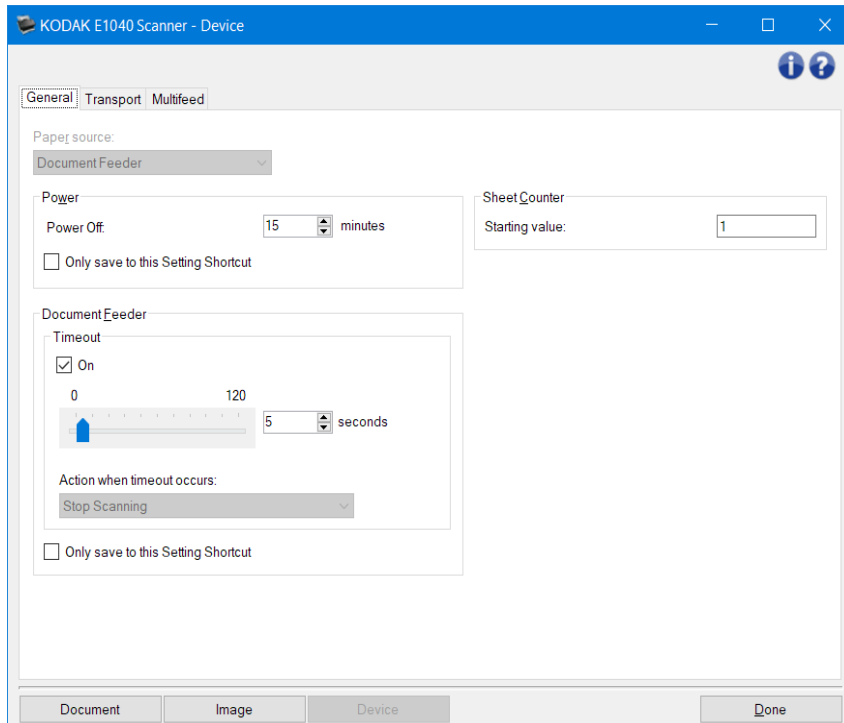 KODAK E1040 Scanner - Device
General Transport Multifeed
Paper source:
Document Feeder
Power
Power Off: 15 minutes
Only save to this Setting Shortcut
Sheet Counter
Starting value: 1
Document Feeder
Timeout
On
0 120
5 seconds
Action when timeout occurs:
Stop Scanning
Only save to this Setting Shortcut
Document Image Device Done